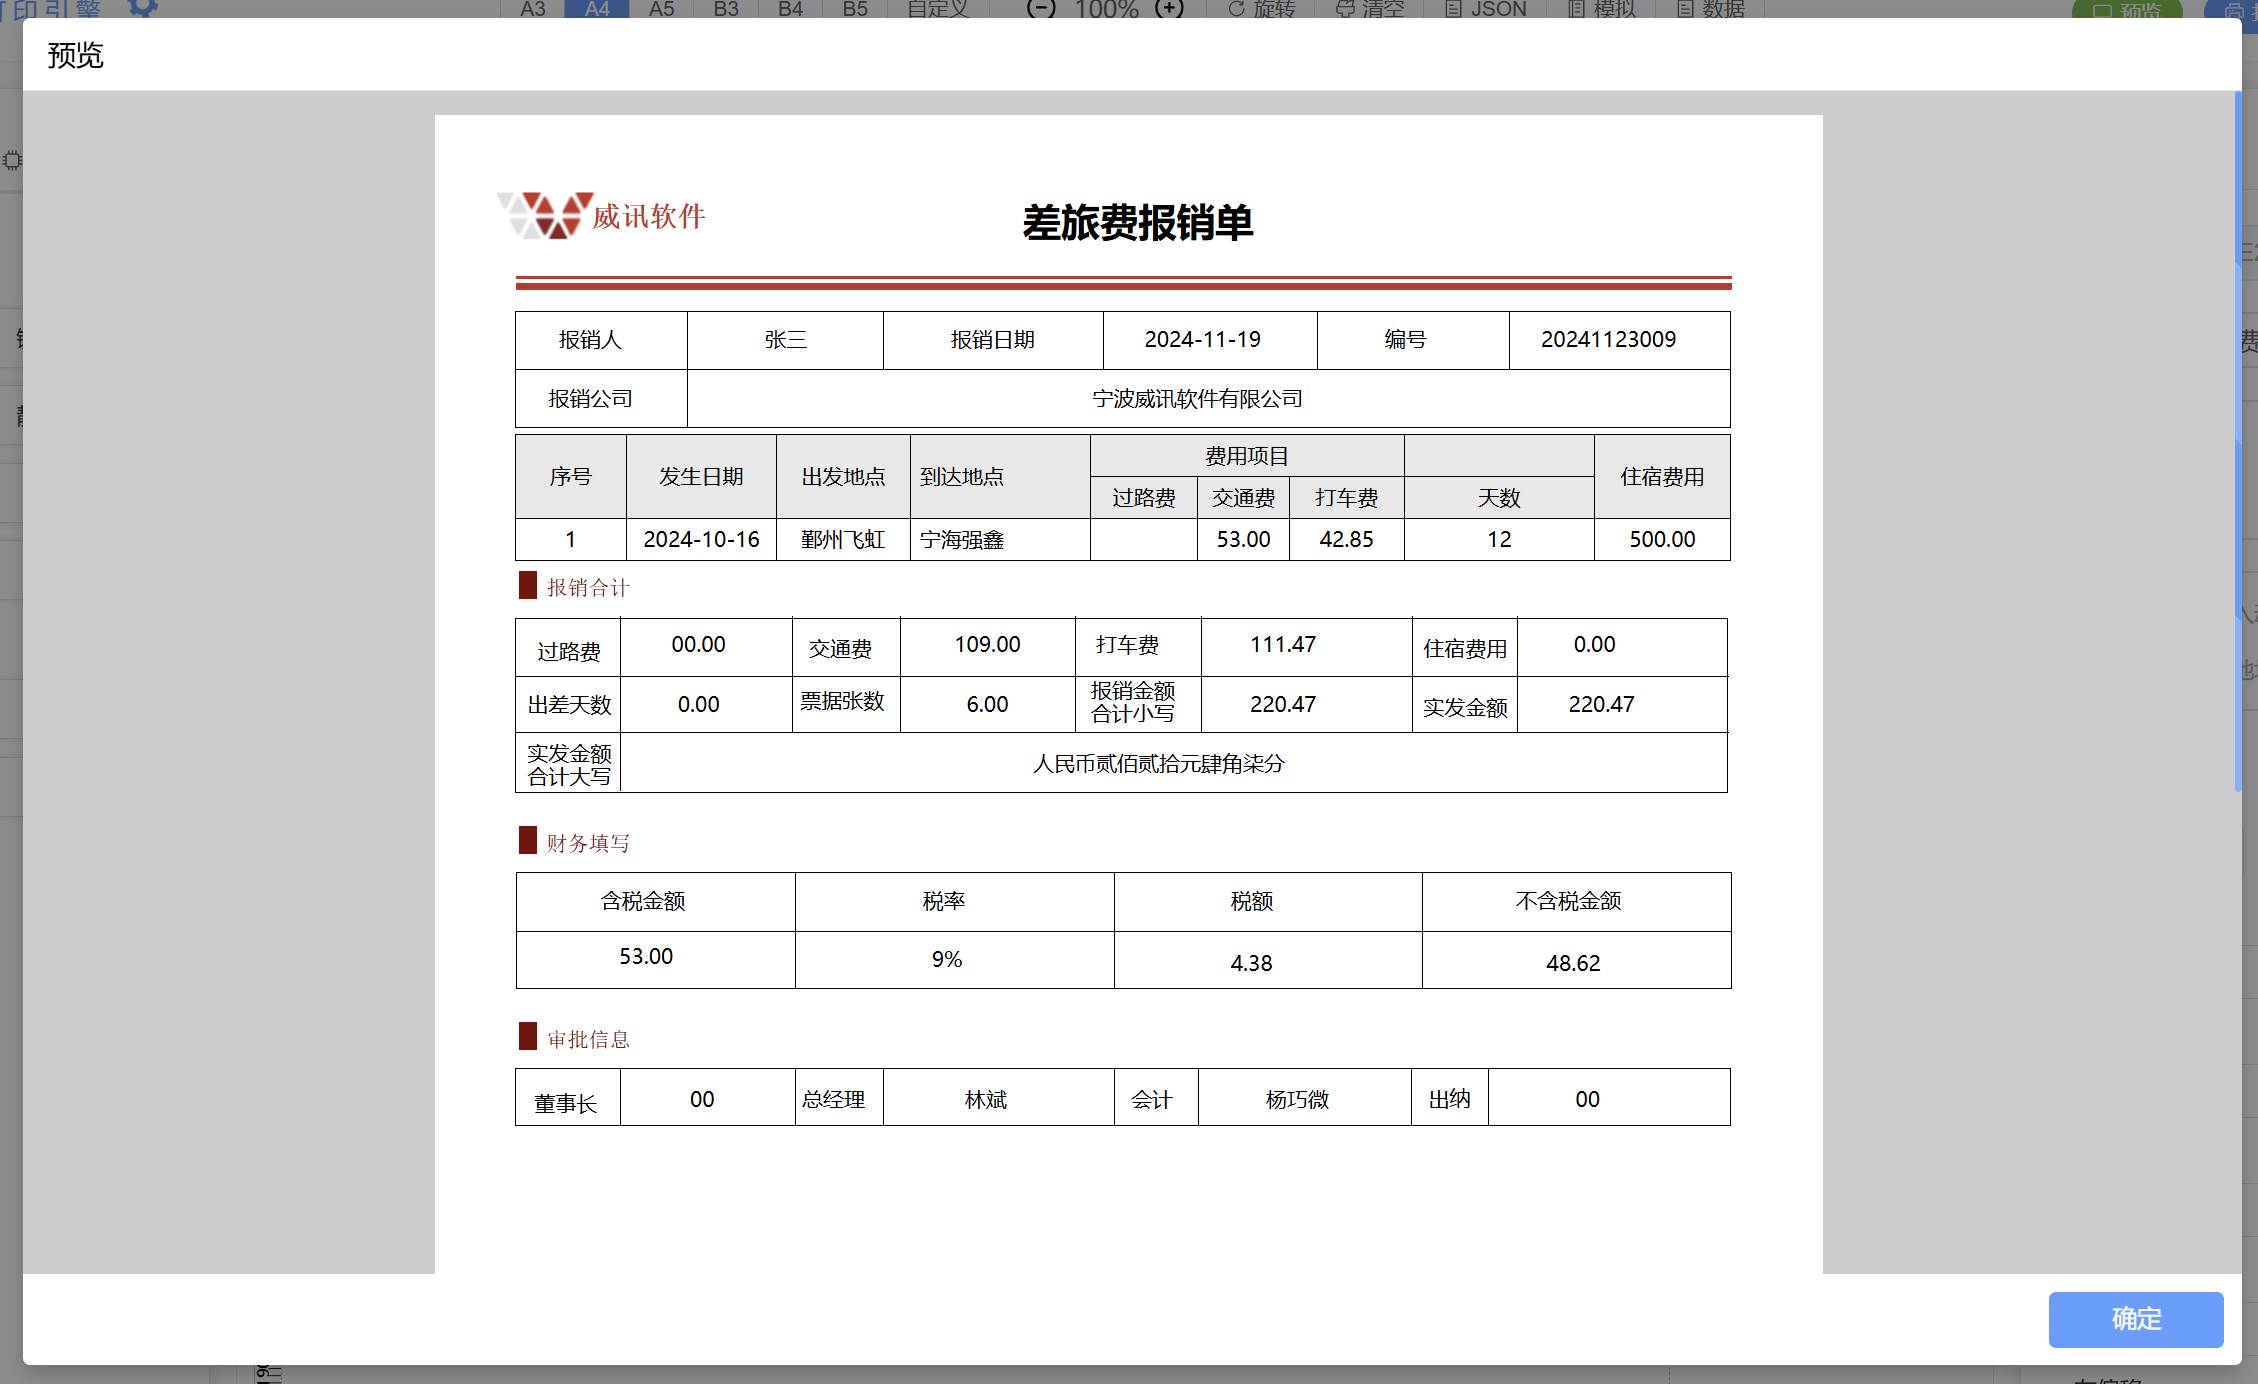 印引擎 A3 A4 A5 B3 B4 B5 自定义 100% 旋转 清空 JSON 模拟 数据 预览
预览
威讯软件
差旅费报销单
报销人 张三 报销日期 2024-11-19 编号 20241123009
报销公司 宁波威讯软件有限公司
序号 发生日期 出发地点 到达地点 费用项目 住宿费用
过路费 交通费 打车费 天数
1 2024-10-16 鄞州飞虹 宁海强鑫 53.00 42.85 12 500.00
报销合计
过路费 00.00 交通费 109.00 打车费 111.47 住宿费用 0.00
出差天数 0.00 票据张数 6.00 报销金额合计小写 220.47 实发金额 220.47
实发金额合计大写 人民币贰佰贰拾元肆角柒分
财务填写
含税金额 税率 税额 不含税金额
53.00 9% 4.38 48.62
审批信息
董事长 00 总经理 林斌 会计 杨巧微 出纳 00
确定